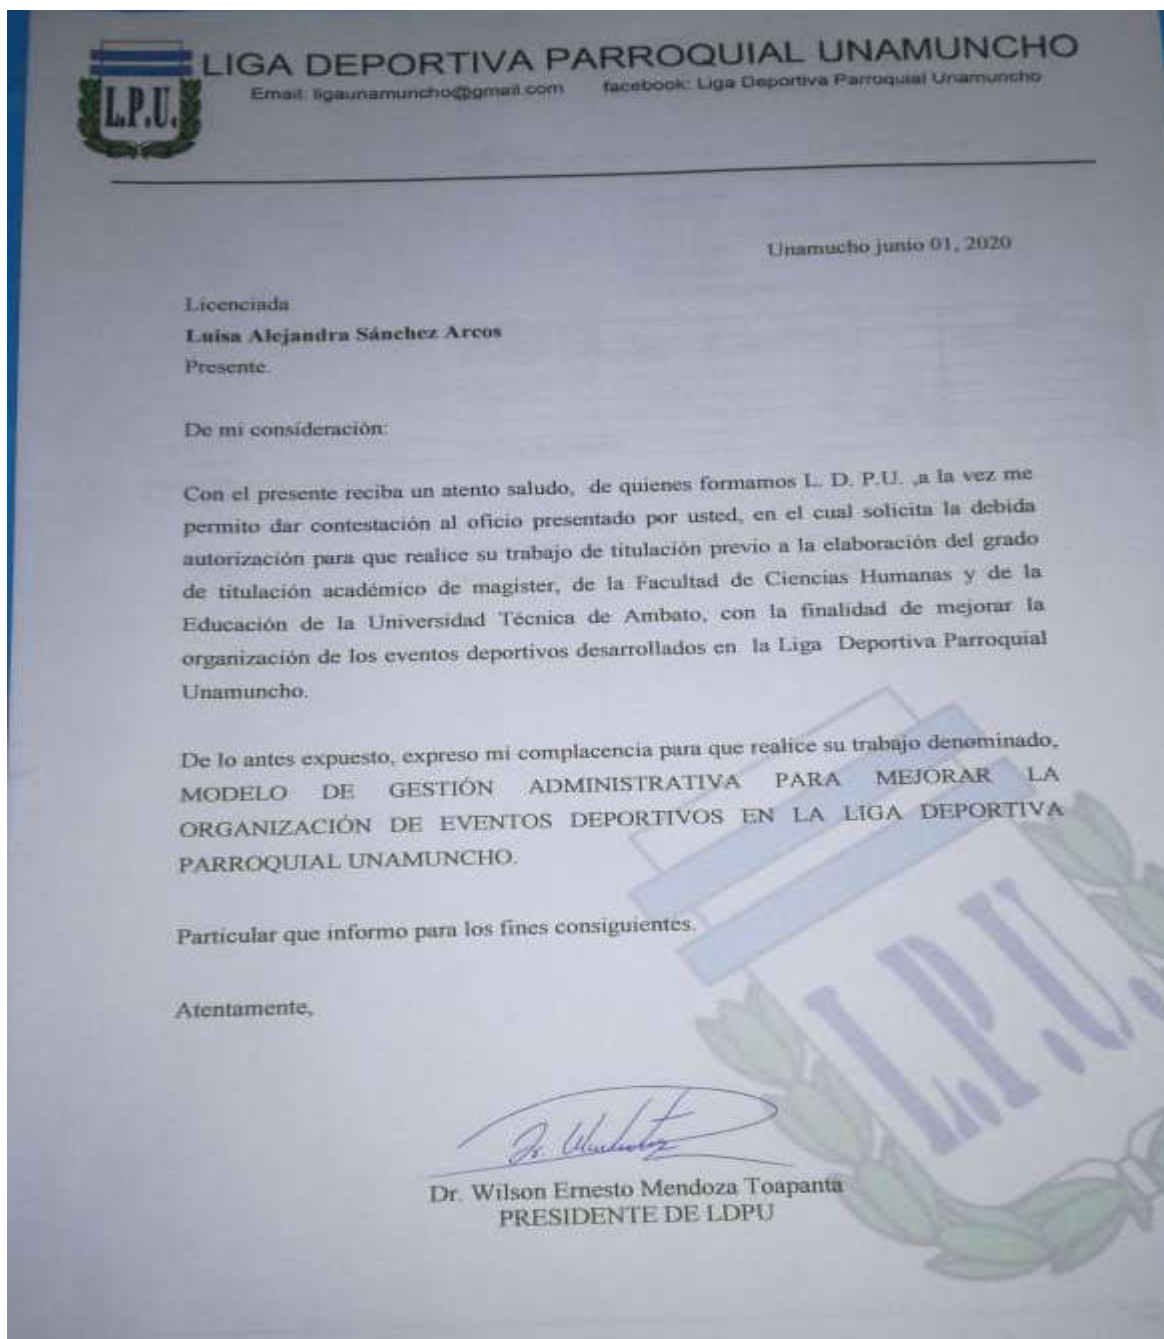 LIGA DEPORTIVA PARROQUIAL UNAMUNCHO
Email: ligaunamuncho@gmail.com facebook: Liga Deportiva Parroquial Unamuncho
L.P.U.
Unamucho junio 01, 2020
Licenciada
Luisa Alejandra Sánchez Arcos
Presente.
De mi consideración:
Con el presente reciba un atento saludo, de quienes formamos L. D. P.U. ,a la vez me
permito dar contestación al oficio presentado por usted, en el cual solicita la debida
autorización para que realice su trabajo de titulación previo a la elaboración del grado
de titulación académico de magister, de la Facultad de Ciencias Humanas y de la
Educación de la Universidad Técnica de Ambato, con la finalidad de mejorar la
organización de los eventos deportivos desarrollados en la Liga Deportiva Parroquial
Unamuncho.
De lo antes expuesto, expreso mi complacencia para que realice su trabajo denominado,
MODELO DE GESTIÓN ADMINISTRATIVA PARA MEJORAR LA
ORGANIZACIÓN DE EVENTOS DEPORTIVOS EN LA LIGA DEPORTIVA
PARROQUIAL UNAMUNCHO.
Particular que informo para los fines consiguientes.
Atentamente,
L.P.U.
Dr. Wilson Ernesto Mendoza Toapanta
PRESIDENTE DE LDPU